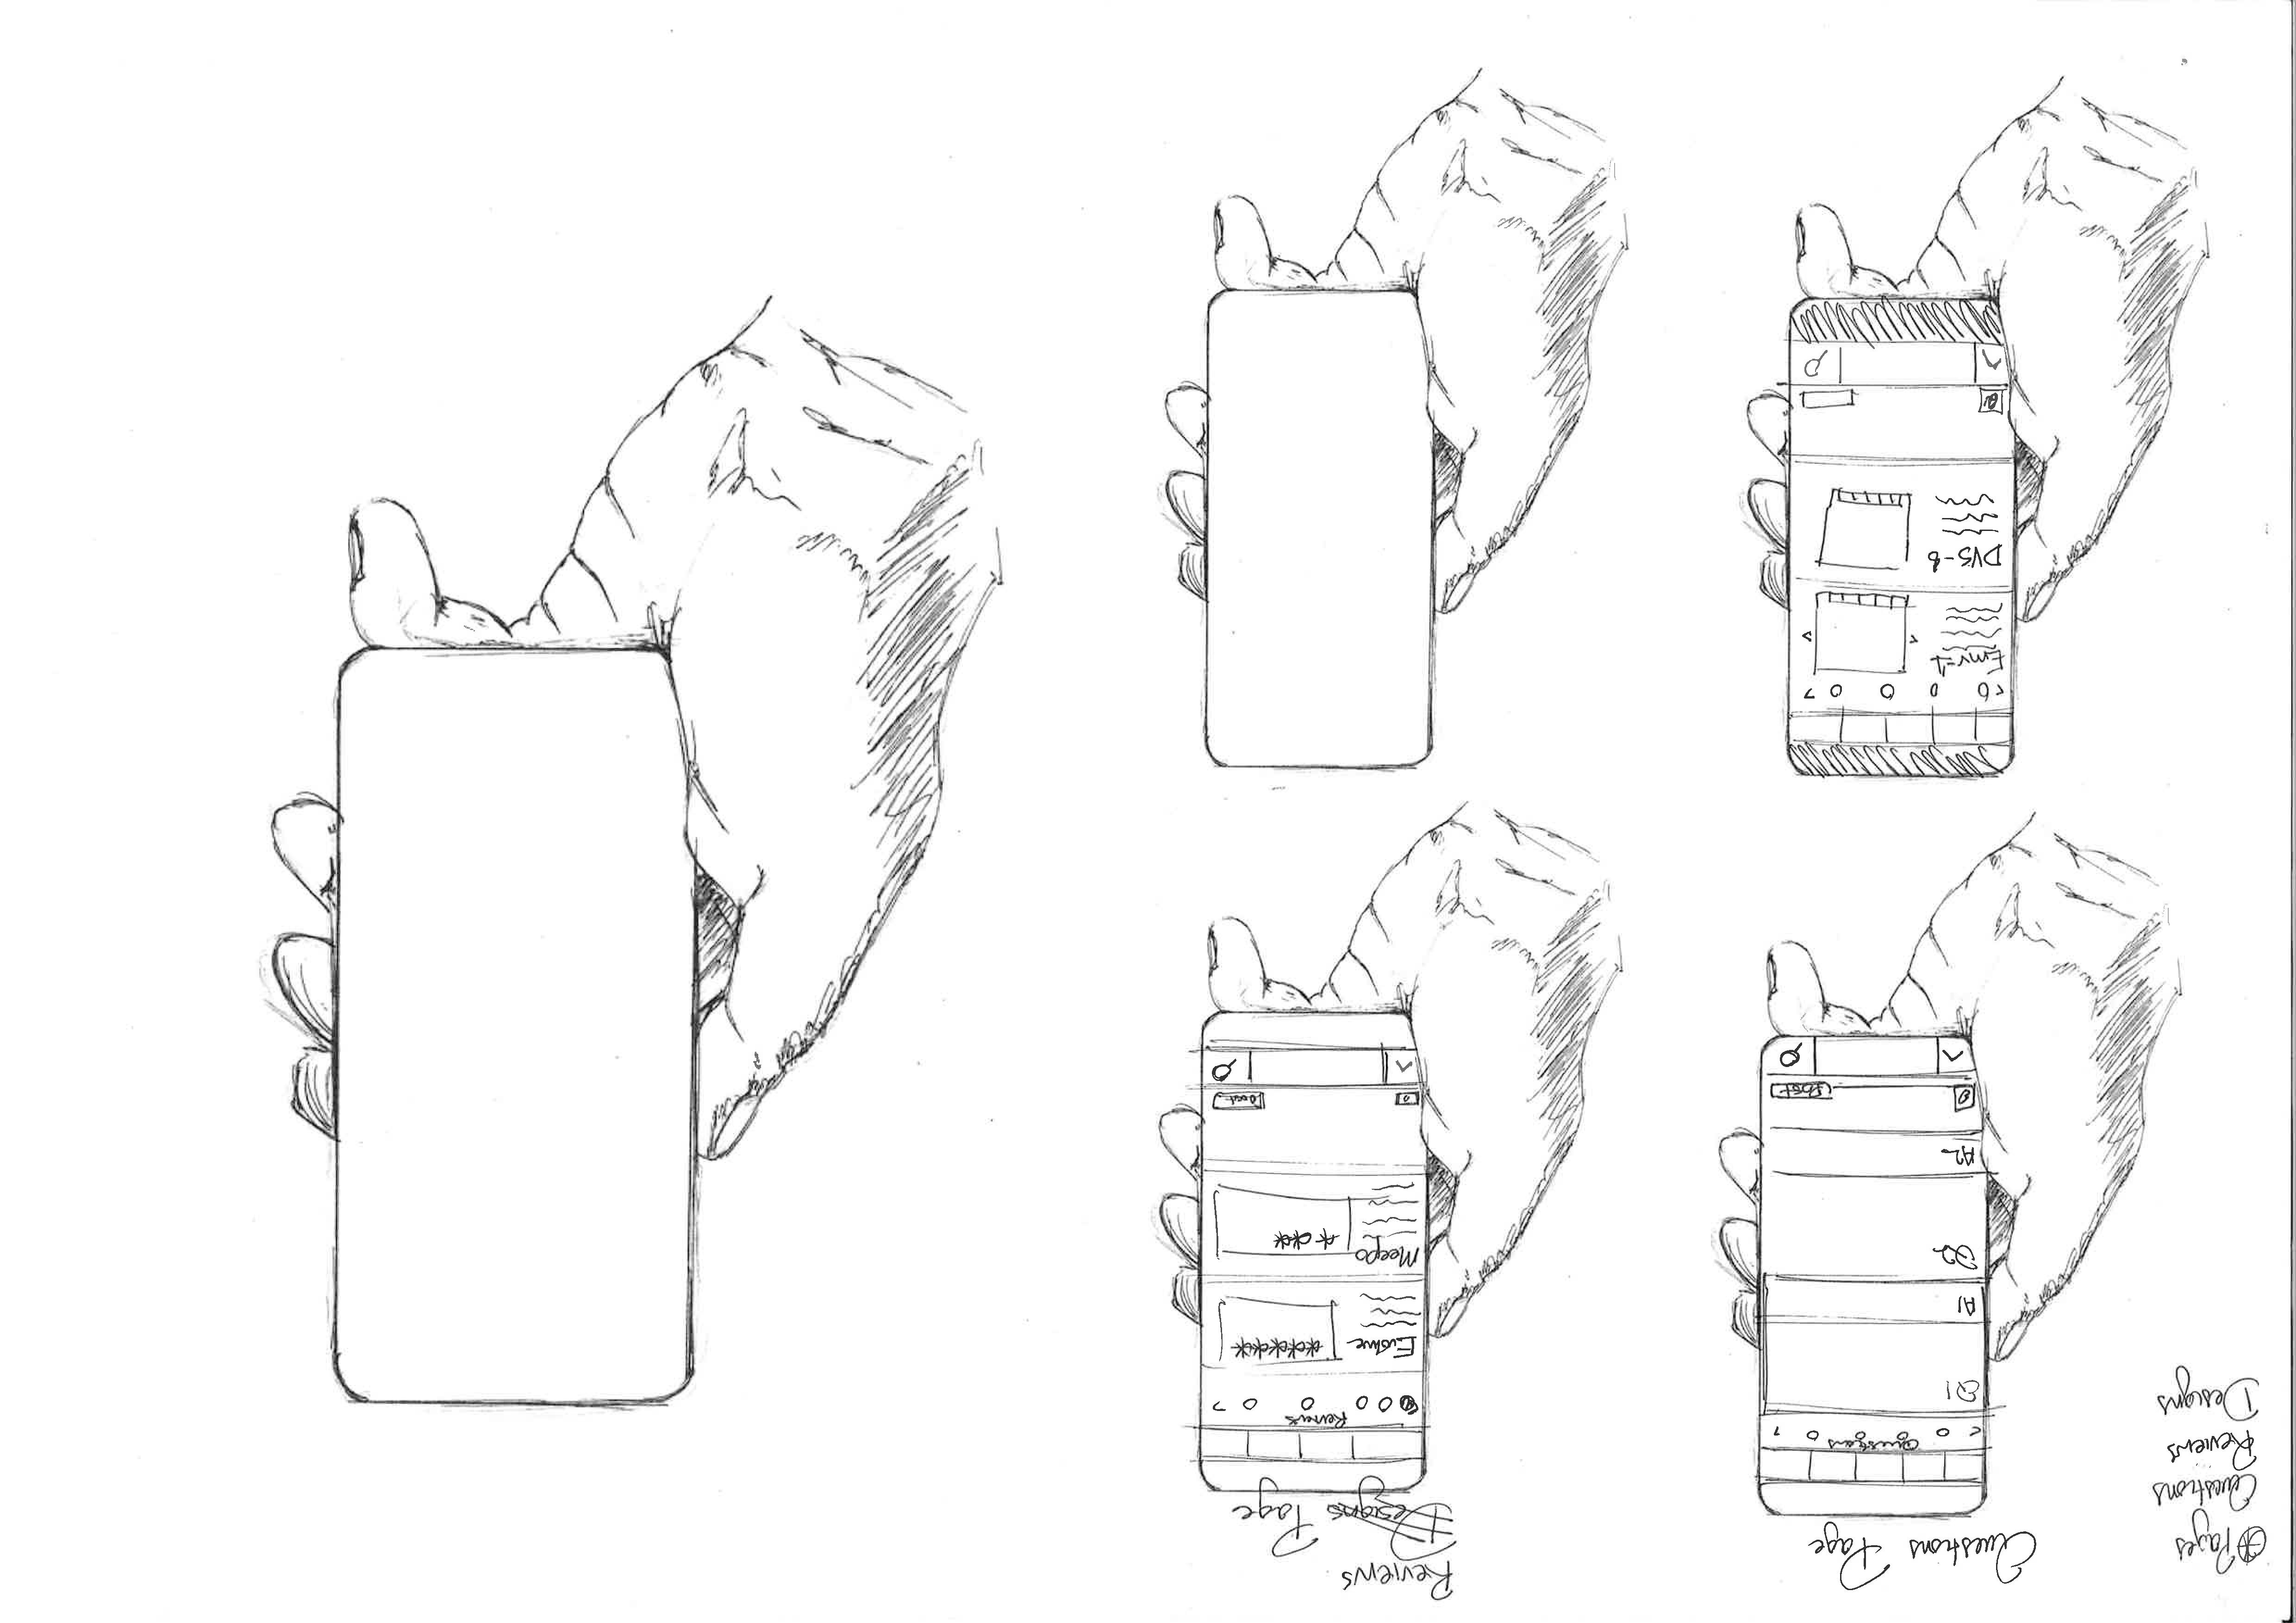 Pages
Questions
Reviews
Designs
Questions Page
Questions
Q1
A1
Q2
A2
Post
Reviews
Designs Page
Reviews
Evolve
Meepo
Post
Emr-1
DVS-8